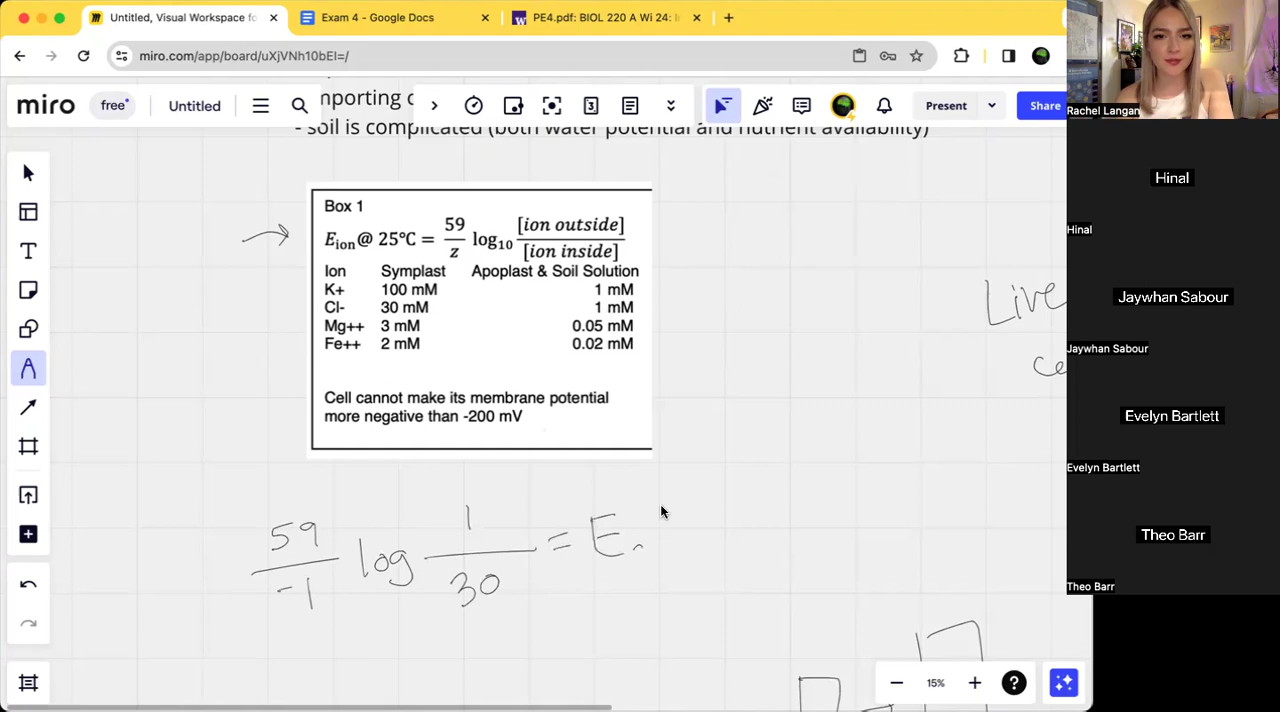 Untitled, Visual Workspace fo
Exam 4 - Google Docs
PE4.pdf: BIOL 220 A Wi 24: I
miro.com/app/board/uXjVNh10bEI=/
miro
free
Untitled
Present
Share
mporting c
- soil is complicated (both water potential and nutrient availability)
Box 1
E_ion @ 25°C = 59/z log10 [ion outside]/[ion inside]
Ion Symplast Apoplast & Soil Solution
K+ 100 mM 1 mM
Cl- 30 mM 1 mM
Mg++ 3 mM 0.05 mM
Fe++ 2 mM 0.02 mM
Cell cannot make its membrane potential
more negative than -200 mV
59/-1 log 1/30 = E.
Live
ce
15%
Rachel Langan
Hinal
Hinal
Jaywhan Sabour
Jaywhan Sabour
Evelyn Bartlett
Evelyn Bartlett
Theo Barr
Theo Barr